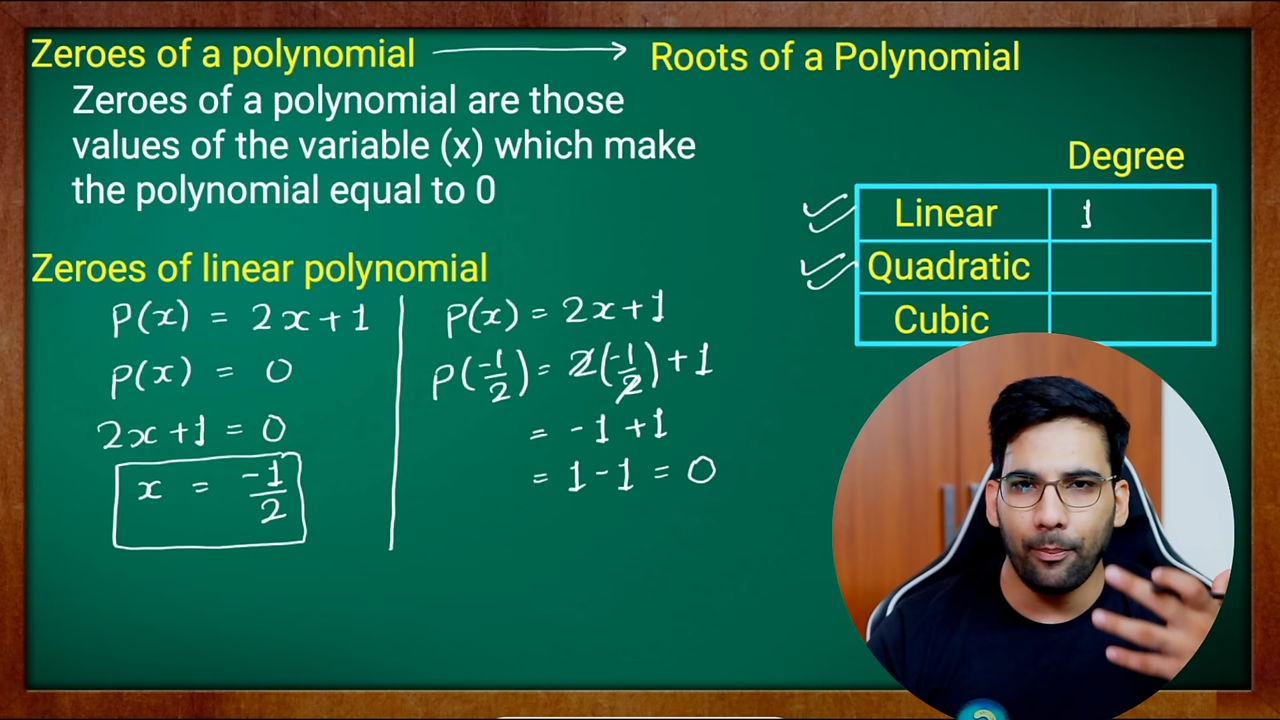 Zeroes of a polynomial → Roots of a Polynomial
Zeroes of a polynomial are those
values of the variable (x) which make
the polynomial equal to 0
Degree
Linear 1
Quadratic
Cubic
Zeroes of linear polynomial
P(x) = 2x+1
P(x) = 0
2x+1 = 0
x = -1/2
P(x) = 2x+1
P(-1/2) = 2(-1/2)+1
= -1+1
= 1-1 = 0